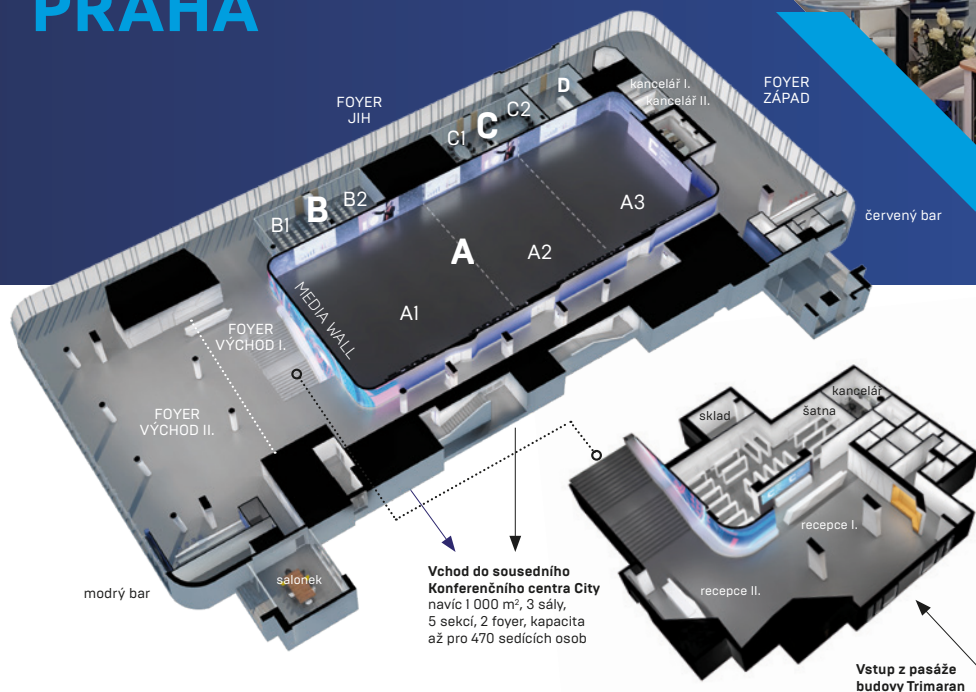 PRAHA
FOYER
JIH
FOYER
ZÁPAD
kancelář I.
kancelář II.
D
C
C1
C2
B
B1
B2
A
A1
A2
A3
MEDIA WALL
červený bar
FOYER
VÝCHOD I.
FOYER
VÝCHOD II.
modrý bar
salonek
Vchod do sousedního
Konferenčního centra City
navíc 1 000 m², 3 sály,
5 sekcí, 2 foyer, kapacita
až pro 470 sedících osob
sklad
šatna
kancelář
recepce I.
recepce II.
Vstup z pasáže
budovy Trimaran